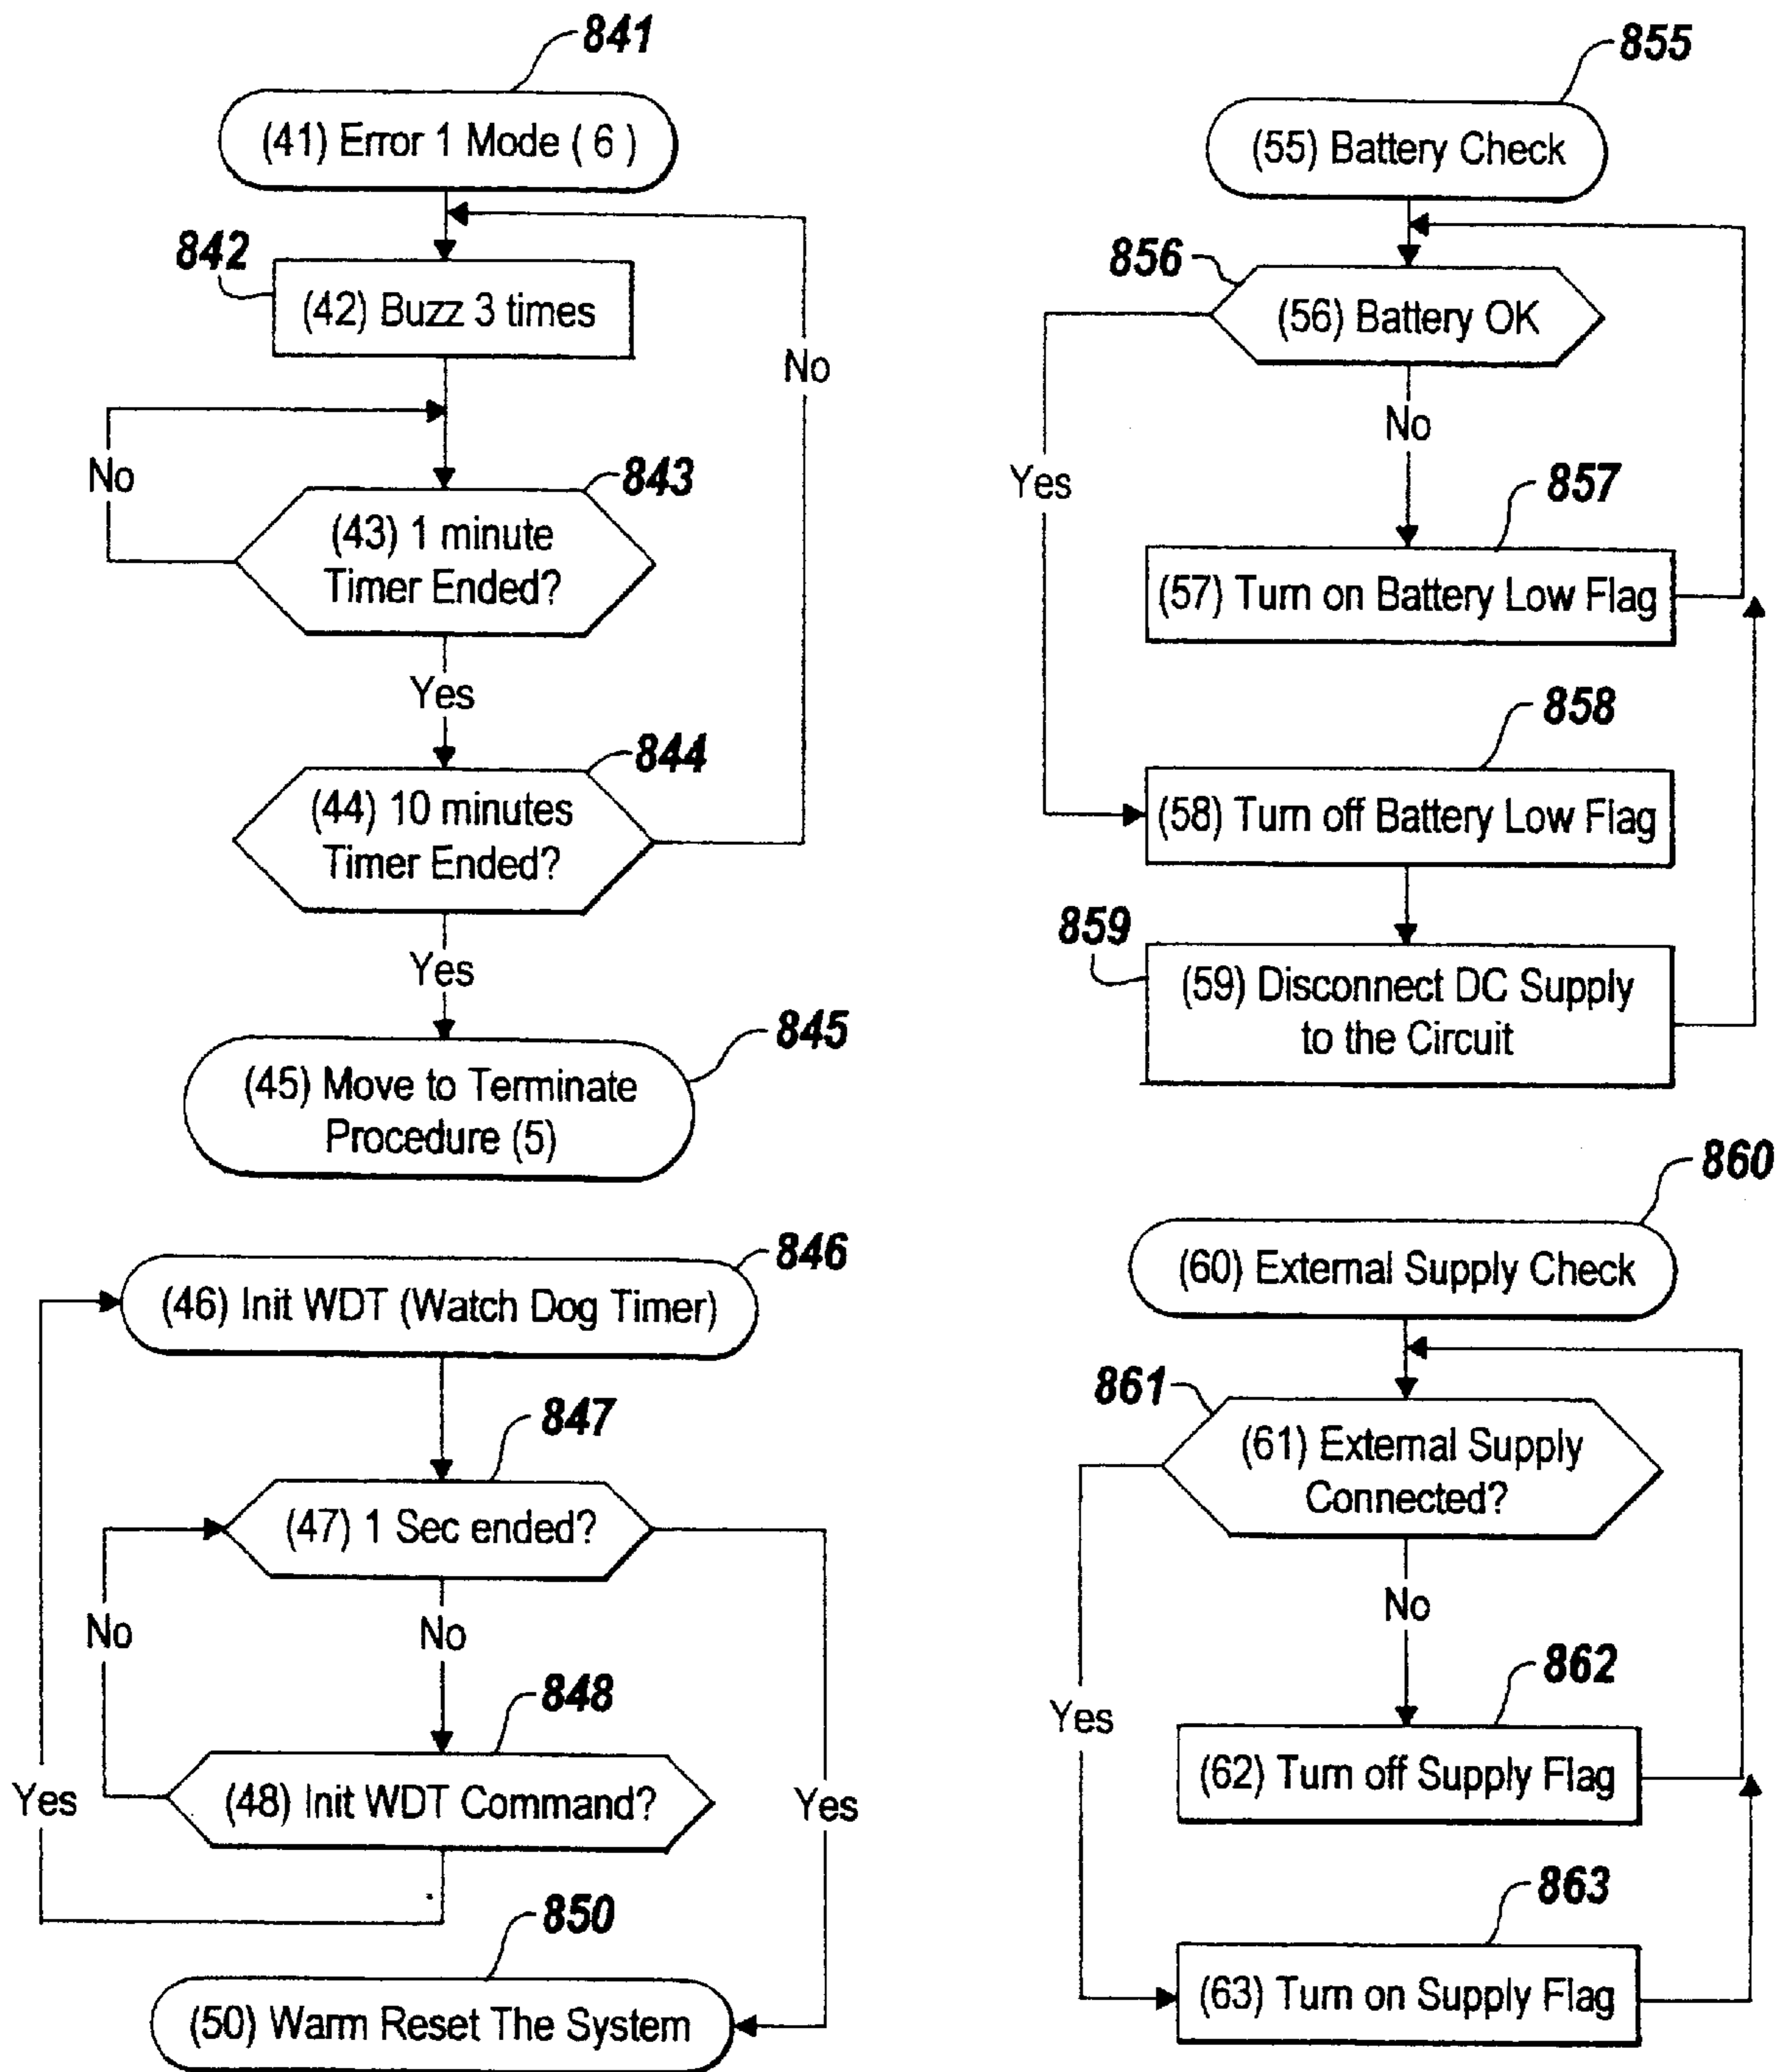 841
(41) Error 1 Mode ( 6 )
842
(42) Buzz 3 times
No
No
843
(43) 1 minute
Timer Ended?
Yes
844
(44) 10 minutes
Timer Ended?
Yes
845
(45) Move to Terminate
Procedure (5)
846
(46) Init WDT (Watch Dog Timer)
847
(47) 1 Sec ended?
No
No
848
(48) Init WDT Command?
Yes
Yes
850
(50) Warm Reset The System
855
(55) Battery Check
856
(56) Battery OK
No
Yes
857
(57) Turn on Battery Low Flag
858
(58) Turn off Battery Low Flag
859
(59) Disconnect DC Supply
to the Circuit
860
(60) External Supply Check
861
(61) External Supply
Connected?
No
Yes
862
(62) Turn off Supply Flag
863
(63) Turn on Supply Flag